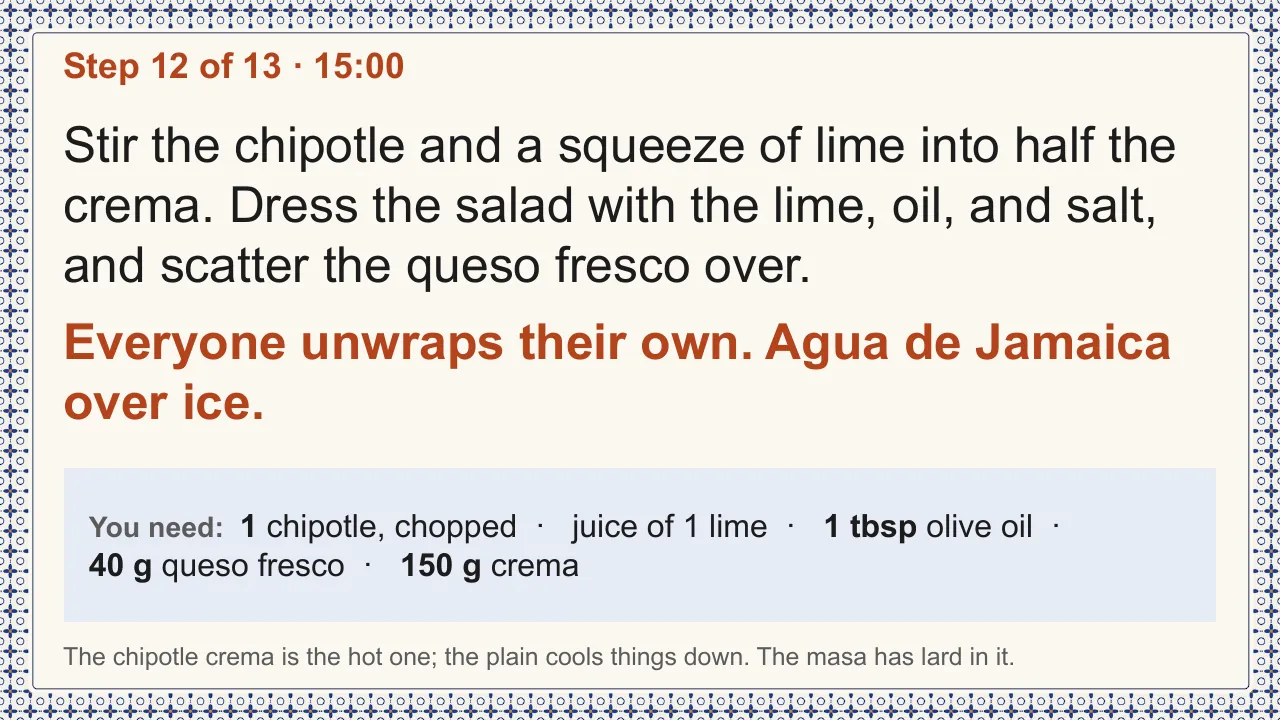 Step 12 of 13 · 15:00
Stir the chipotle and a squeeze of lime into half the
crema. Dress the salad with the lime, oil, and salt,
and scatter the queso fresco over.
Everyone unwraps their own. Agua de Jamaica
over ice.
You need: 1 chipotle, chopped · juice of 1 lime · 1 tbsp olive oil ·
40 g queso fresco · 150 g crema
The chipotle crema is the hot one; the plain cools things down. The masa has lard in it.